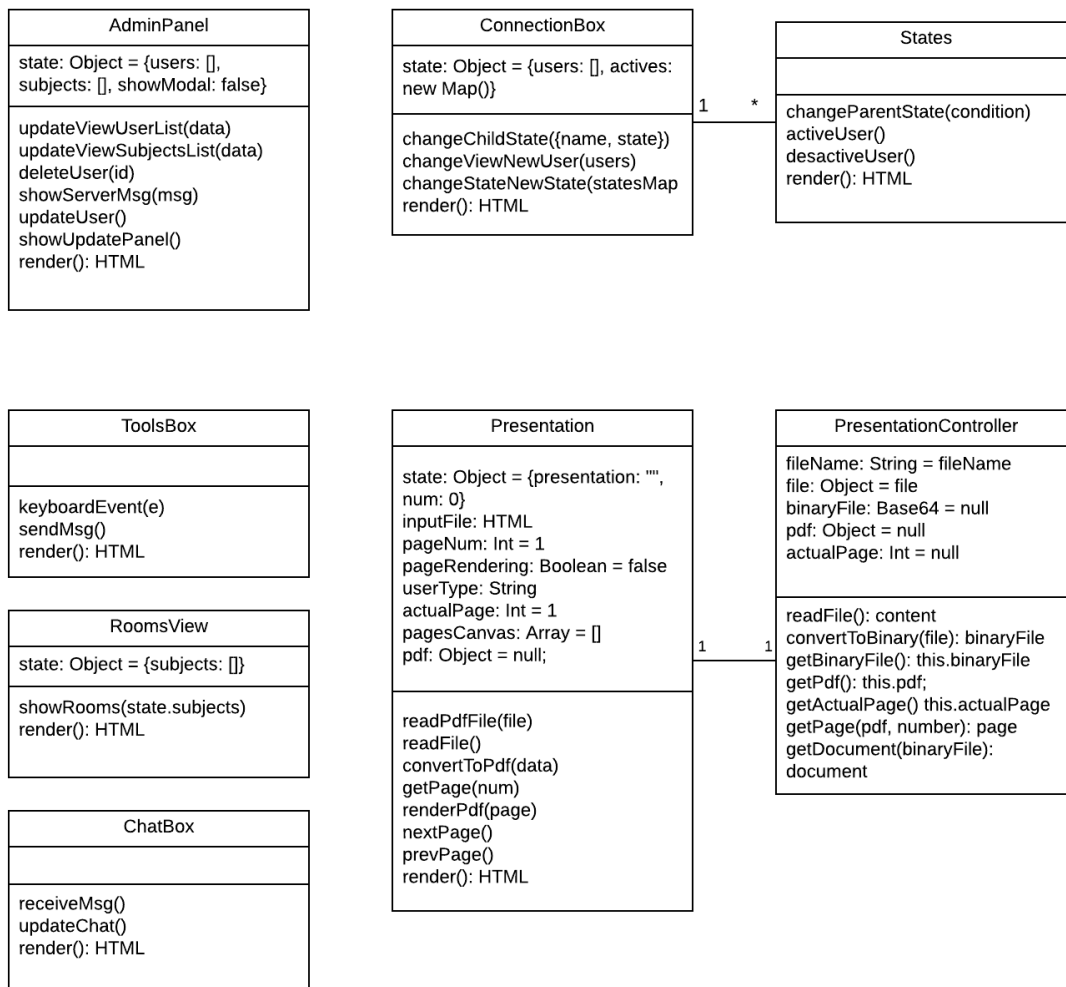 AdminPanel
state: Object = {users: [],
subjects: [], showModal: false}
updateViewUserList(data)
updateViewSubjectsList(data)
deleteUser(id)
showServerMsg(msg)
updateUser()
showUpdatePanel()
render(): HTML
ConnectionBox
state: Object = {users: [], actives:
new Map()}
changeChildState({name, state})
changeViewNewUser(users)
changeStateNewState(statesMap
render(): HTML
1
*
States
changeParentState(condition)
activeUser()
desactiveUser()
render(): HTML
ToolsBox
keyboardEvent(e)
sendMsg()
render(): HTML
RoomsView
state: Object = {subjects: []}
showRooms(state.subjects)
render(): HTML
ChatBox
receiveMsg()
updateChat()
render(): HTML
Presentation
state: Object = {presentation: "",
num: 0}
inputFile: HTML
pageNum: Int = 1
pageRendering: Boolean = false
userType: String
actualPage: Int = 1
pagesCanvas: Array = []
pdf: Object = null;
readPdfFile(file)
readFile()
convertToPdf(data)
getPage(num)
renderPdf(page)
nextPage()
prevPage()
render(): HTML
1
1
PresentationController
fileName: String = fileName
file: Object = file
binaryFile: Base64 = null
pdf: Object = null
actualPage: Int = null
readFile(): content
convertToBinary(file): binaryFile
getBinaryFile(): this.binaryFile
getPdf(): this.pdf;
getActualPage() this.actualPage
getPage(pdf, number): page
getDocument(binaryFile):
document